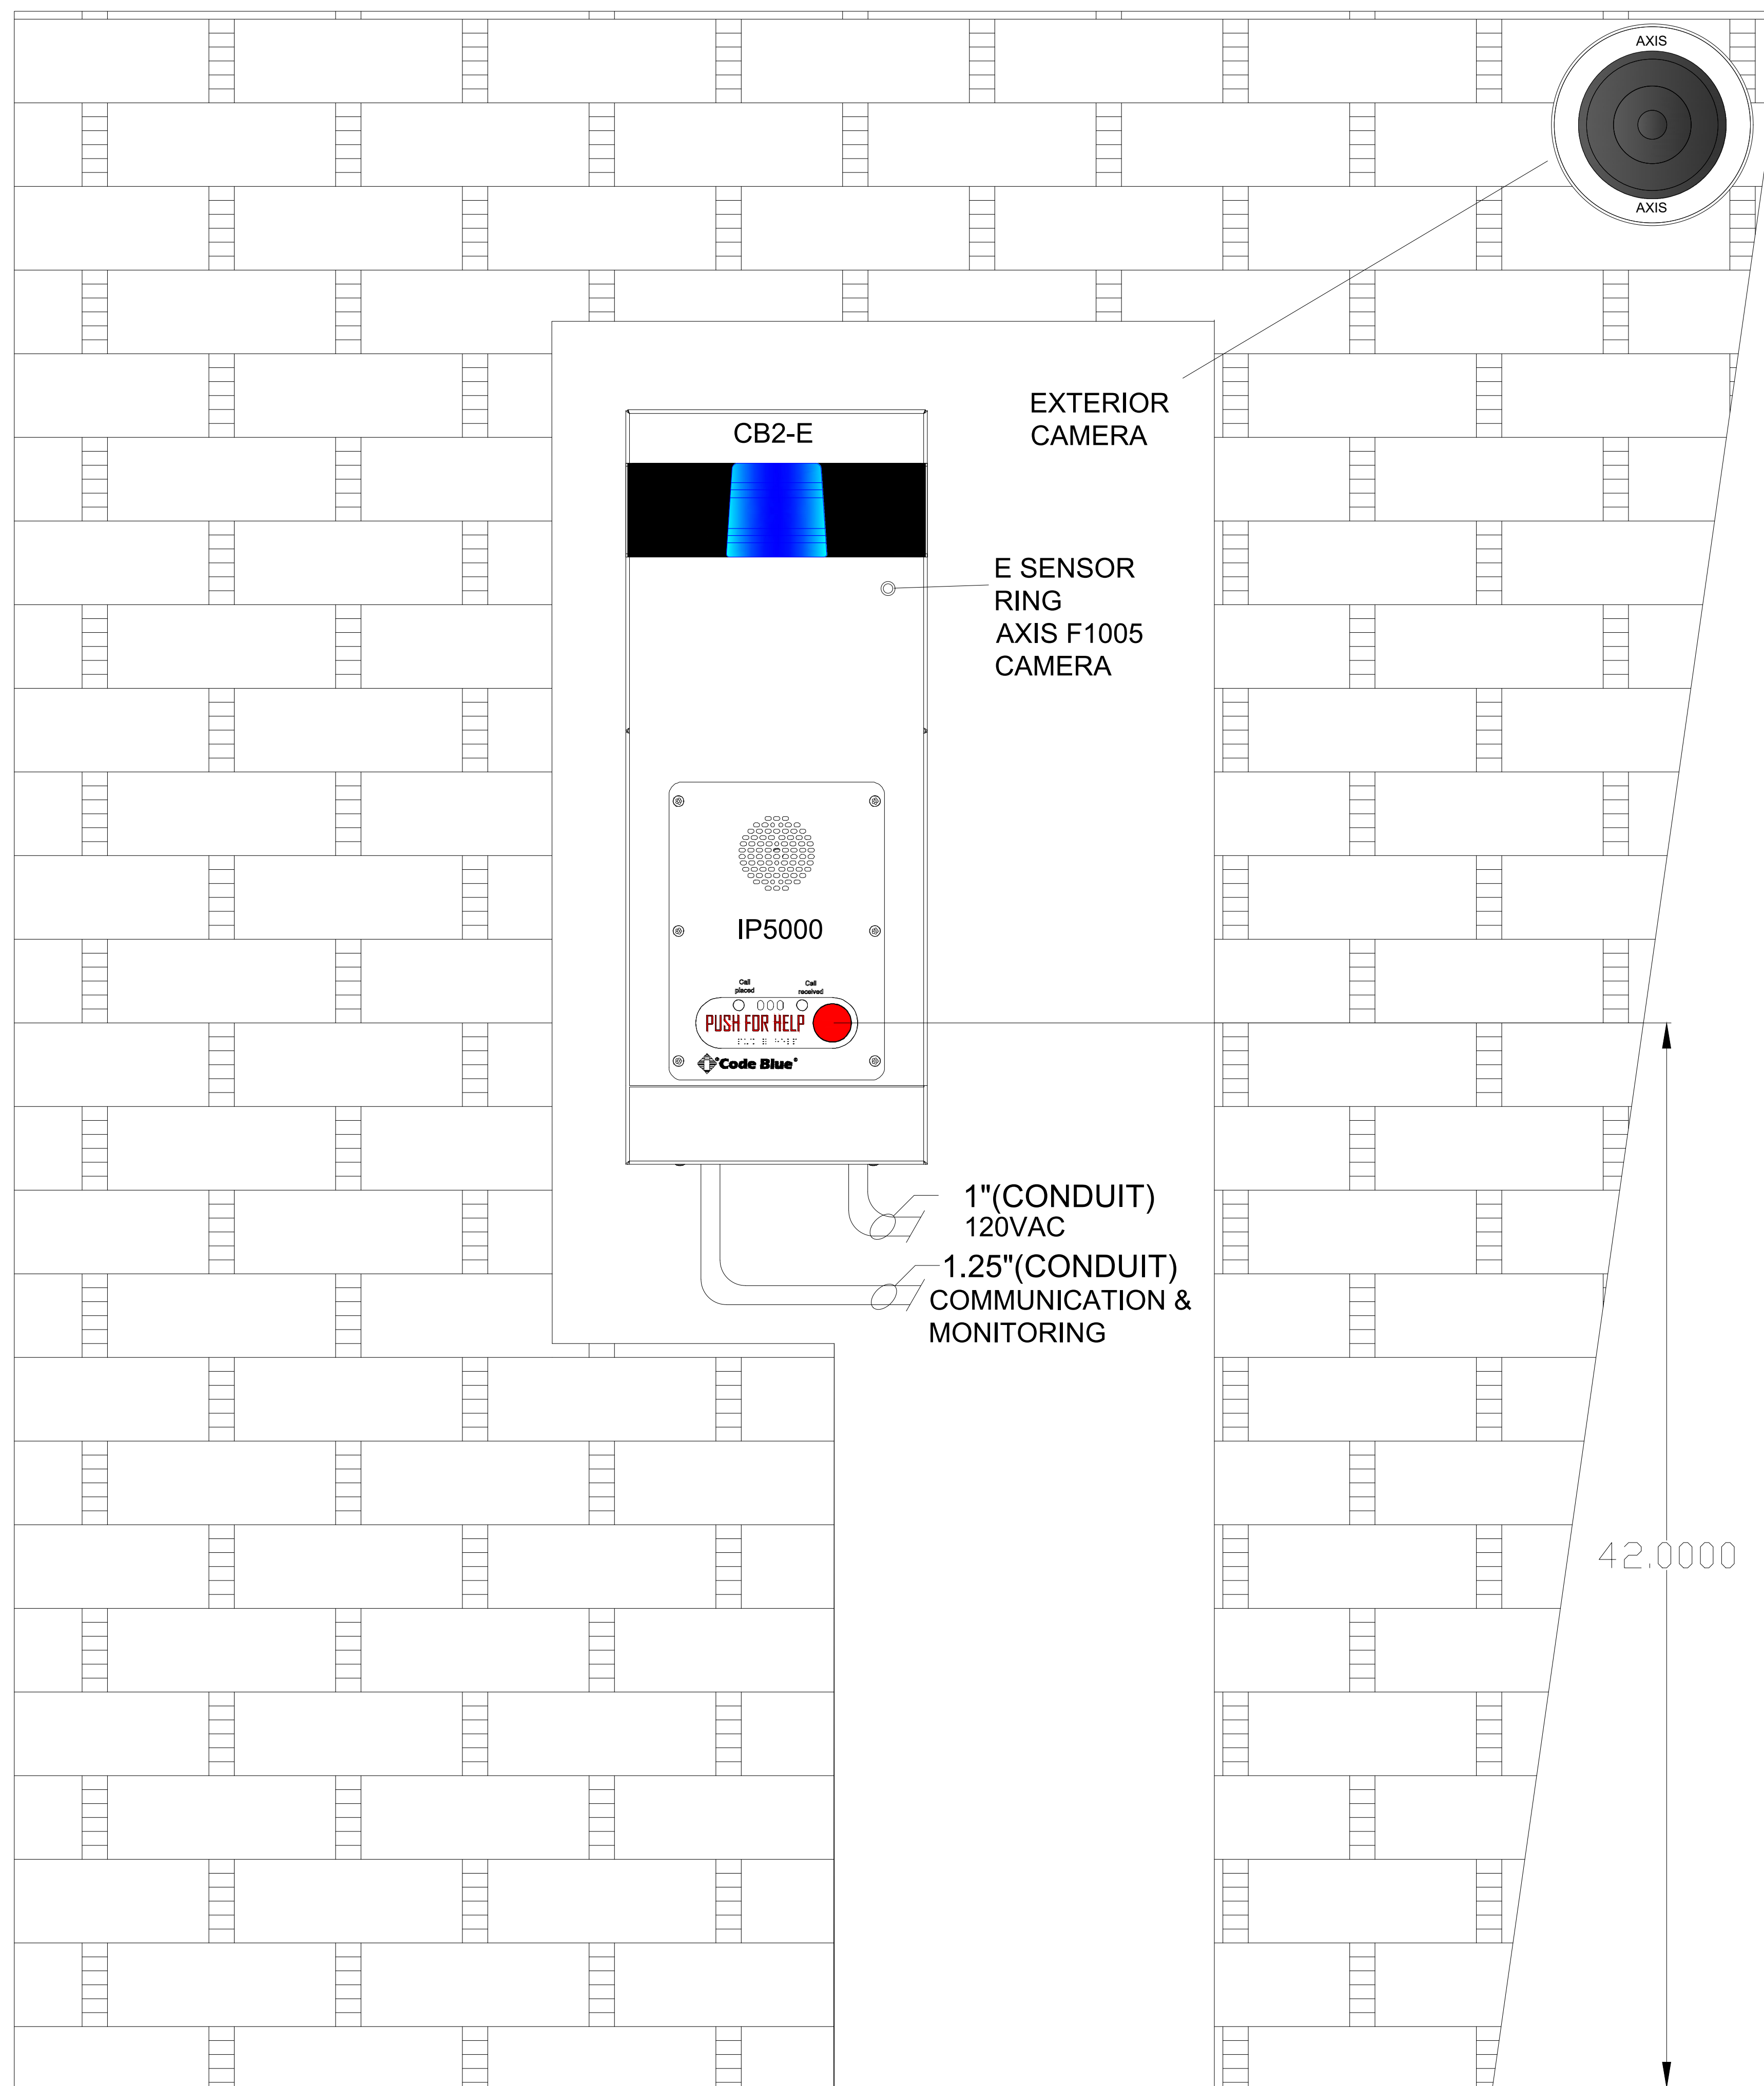 AXIS
AXIS
EXTERIOR
CAMERA
CB2-E
E SENSOR
RING
AXIS F1005
CAMERA
IP5000
Call
placed
Call
received
PUSH FOR HELP
Code Blue®
1"(CONDUIT)
120VAC
1.25"(CONDUIT)
COMMUNICATION &
MONITORING
42.0000